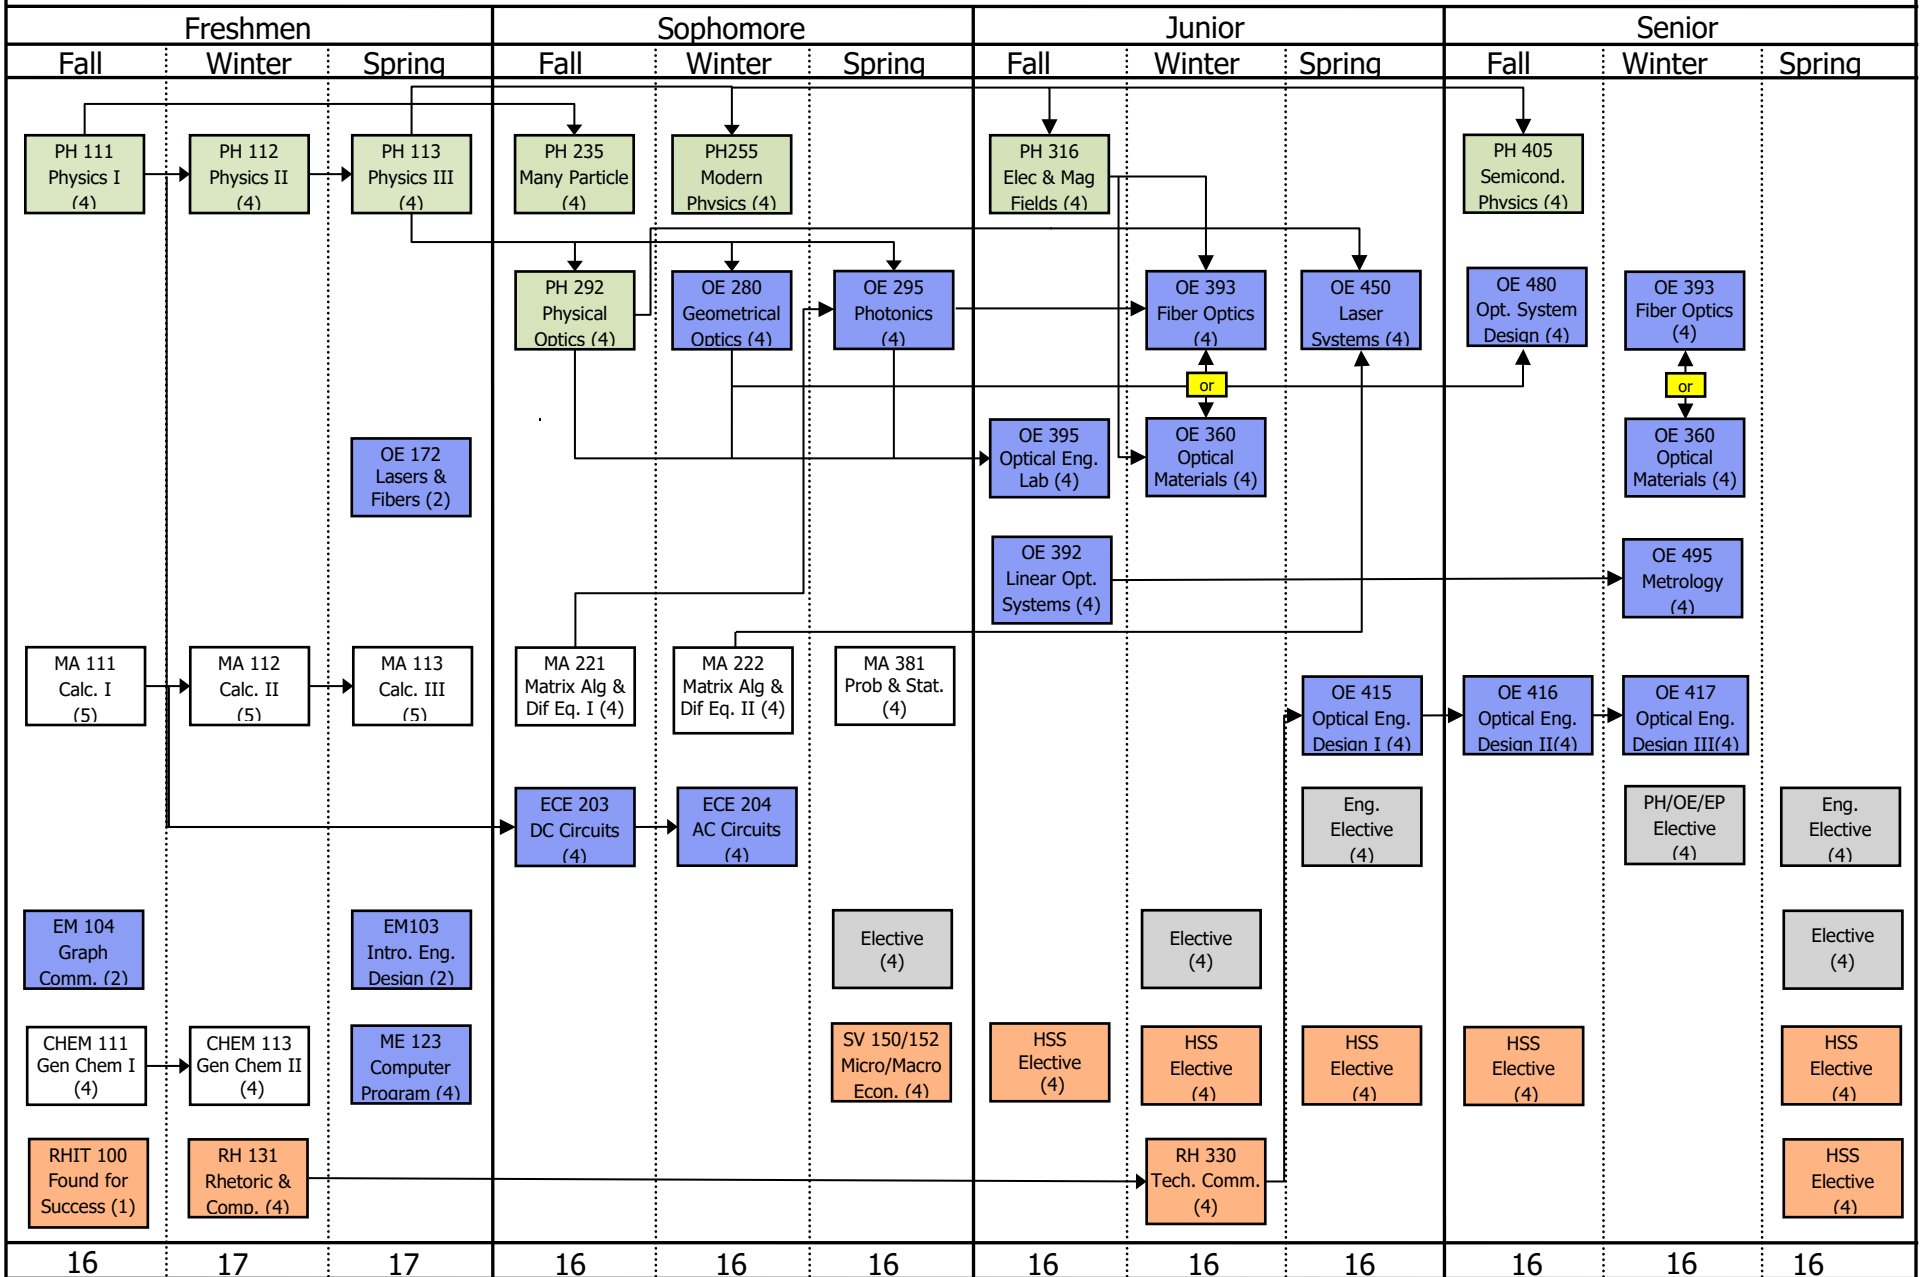 Freshmen
Sophomore
Junior
Senior
Fall
Winter
Spring
Fall
Winter
Spring
Fall
Winter
Spring
Fall
Winter
Spring
PH 111
Physics I
(4)
PH 112
Physics II
(4)
PH 113
Physics III
(4)
PH 235
Many Particle
(4)
PH255
Modern
Physics (4)
PH 316
Elec & Mag
Fields (4)
PH 405
Semicond.
Physics (4)
PH 292
Physical
Optics (4)
OE 280
Geometrical
Optics (4)
OE 295
Photonics
(4)
OE 393
Fiber Optics
(4)
OE 450
Laser
Systems (4)
OE 480
Opt. System
Design (4)
OE 393
Fiber Optics
(4)
or
or
OE 172
Lasers &
Fibers (2)
OE 395
Optical Eng.
Lab (4)
OE 360
Optical
Materials (4)
OE 360
Optical
Materials (4)
OE 392
Linear Opt.
Systems (4)
OE 495
Metrology
(4)
MA 111
Calc. I
(5)
MA 112
Calc. II
(5)
MA 113
Calc. III
(5)
MA 221
Matrix Alg &
Dif Eq. I (4)
MA 222
Matrix Alg &
Dif Eq. II (4)
MA 381
Prob & Stat.
(4)
OE 415
Optical Eng.
Design I (4)
OE 416
Optical Eng.
Design II(4)
OE 417
Optical Eng.
Design III(4)
ECE 203
DC Circuits
(4)
ECE 204
AC Circuits
(4)
Eng.
Elective
(4)
PH/OE/EP
Elective
(4)
Eng.
Elective
(4)
EM 104
Graph
Comm. (2)
EM103
Intro. Eng.
Design (2)
Elective
(4)
Elective
(4)
Elective
(4)
CHEM 111
Gen Chem I
(4)
CHEM 113
Gen Chem II
(4)
ME 123
Computer
Program (4)
SV 150/152
Micro/Macro
Econ. (4)
HSS
Elective
(4)
HSS
Elective
(4)
HSS
Elective
(4)
HSS
Elective
(4)
HSS
Elective
(4)
RHIT 100
Found for
Success (1)
RH 131
Rhetoric &
Comp. (4)
RH 330
Tech. Comm.
(4)
HSS
Elective
(4)
16
17
17
16
16
16
16
16
16
16
16
16